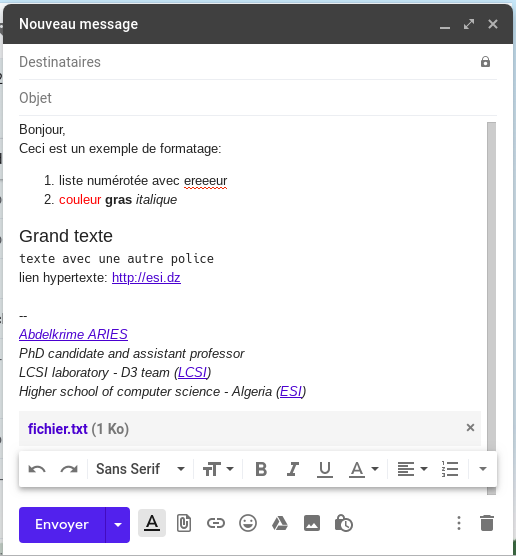 Nouveau message
Destinataires
Objet
Bonjour,
Ceci est un exemple de formatage:
1. liste numérotée avec ereeeur
2. couleur gras italique
Grand texte
texte avec une autre police
lien hypertexte: http://esi.dz
--
Abdelkrime ARIES
PhD candidate and assistant professor
LCSI laboratory - D3 team (LCSI)
Higher school of computer science - Algeria (ESI)
fichier.txt (1 Ko)
Sans Serif
Envoyer